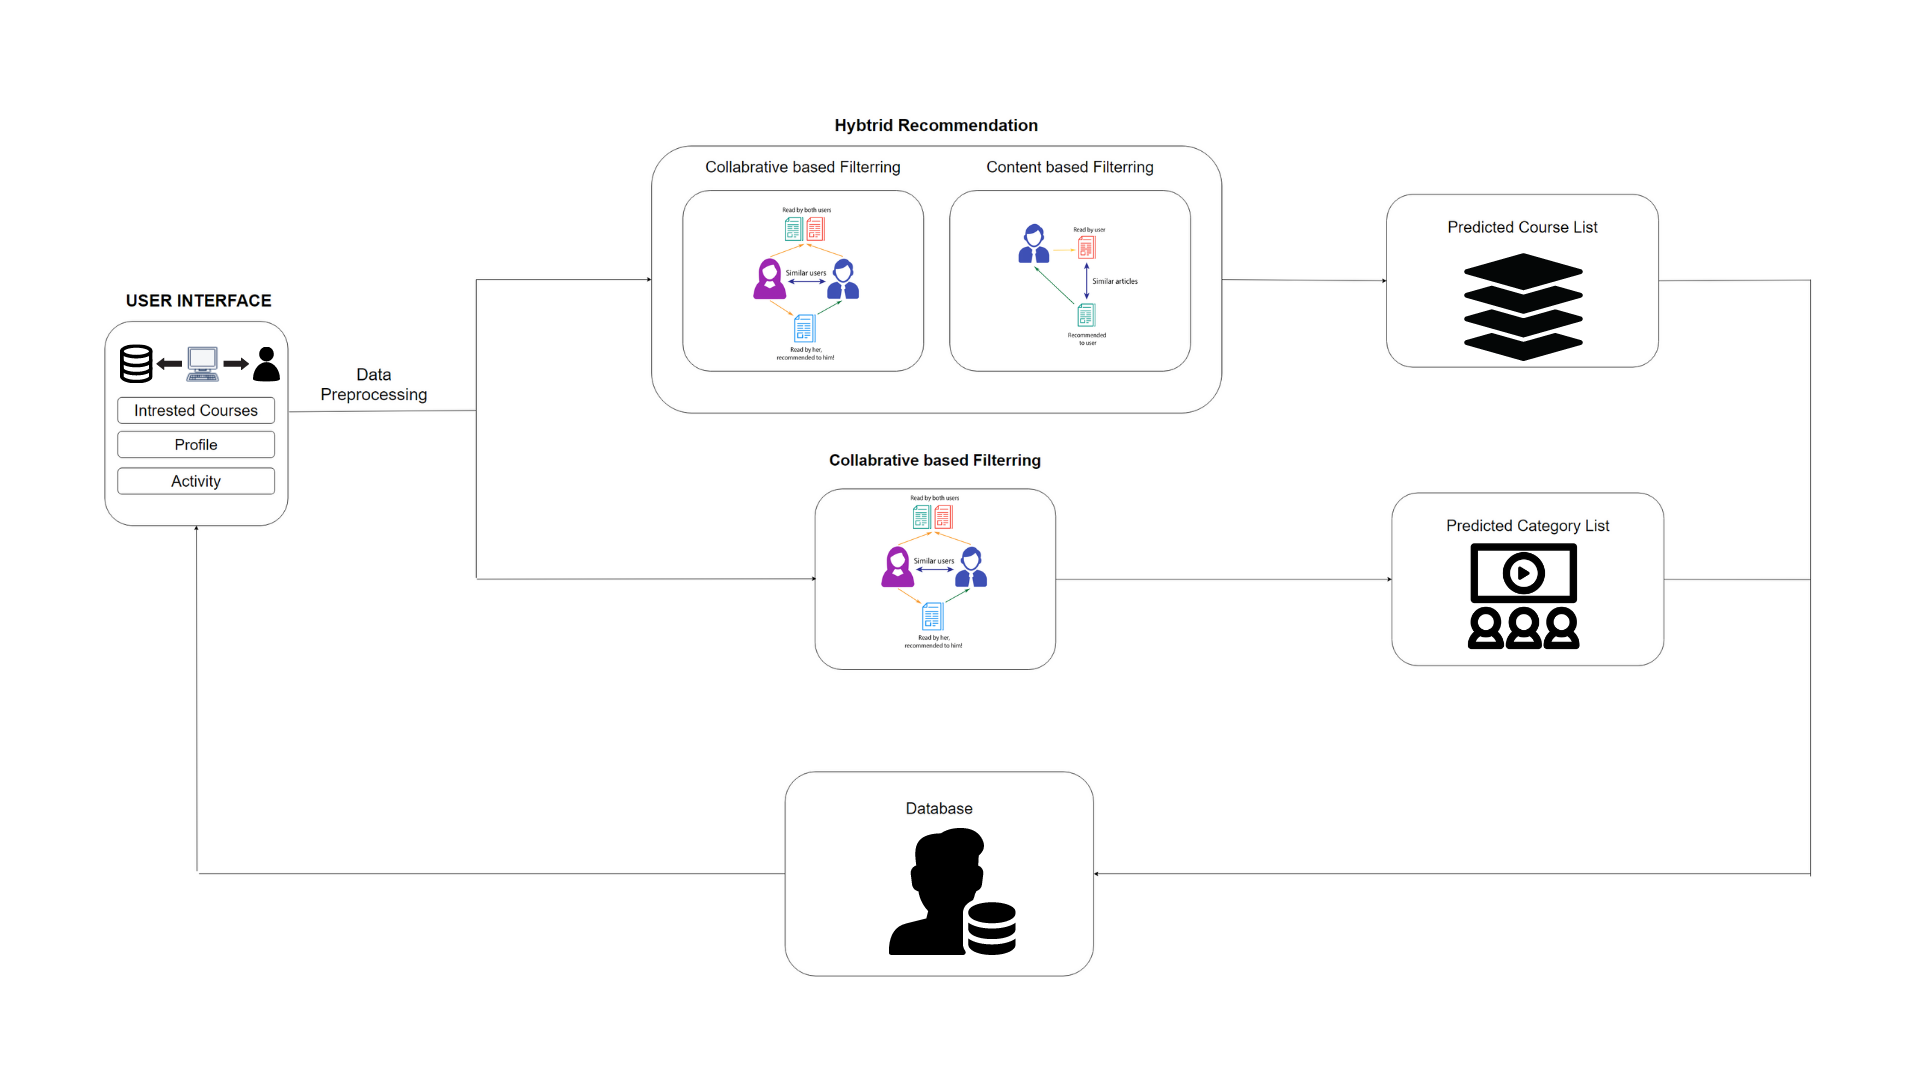 Hybtrid Recommendation
Collabrative based Filterring
Content based Filterring
Read by both users
Similar users
Read by her,
recommended to him!
Read by user
Similar articles
Recommended
to user
Predicted Course List
USER INTERFACE
Intrested Courses
Profile
Activity
Data
Preprocessing
Collabrative based Filterring
Read by both users
Similar users
Read by her,
recommended to him!
Predicted Category List
Database